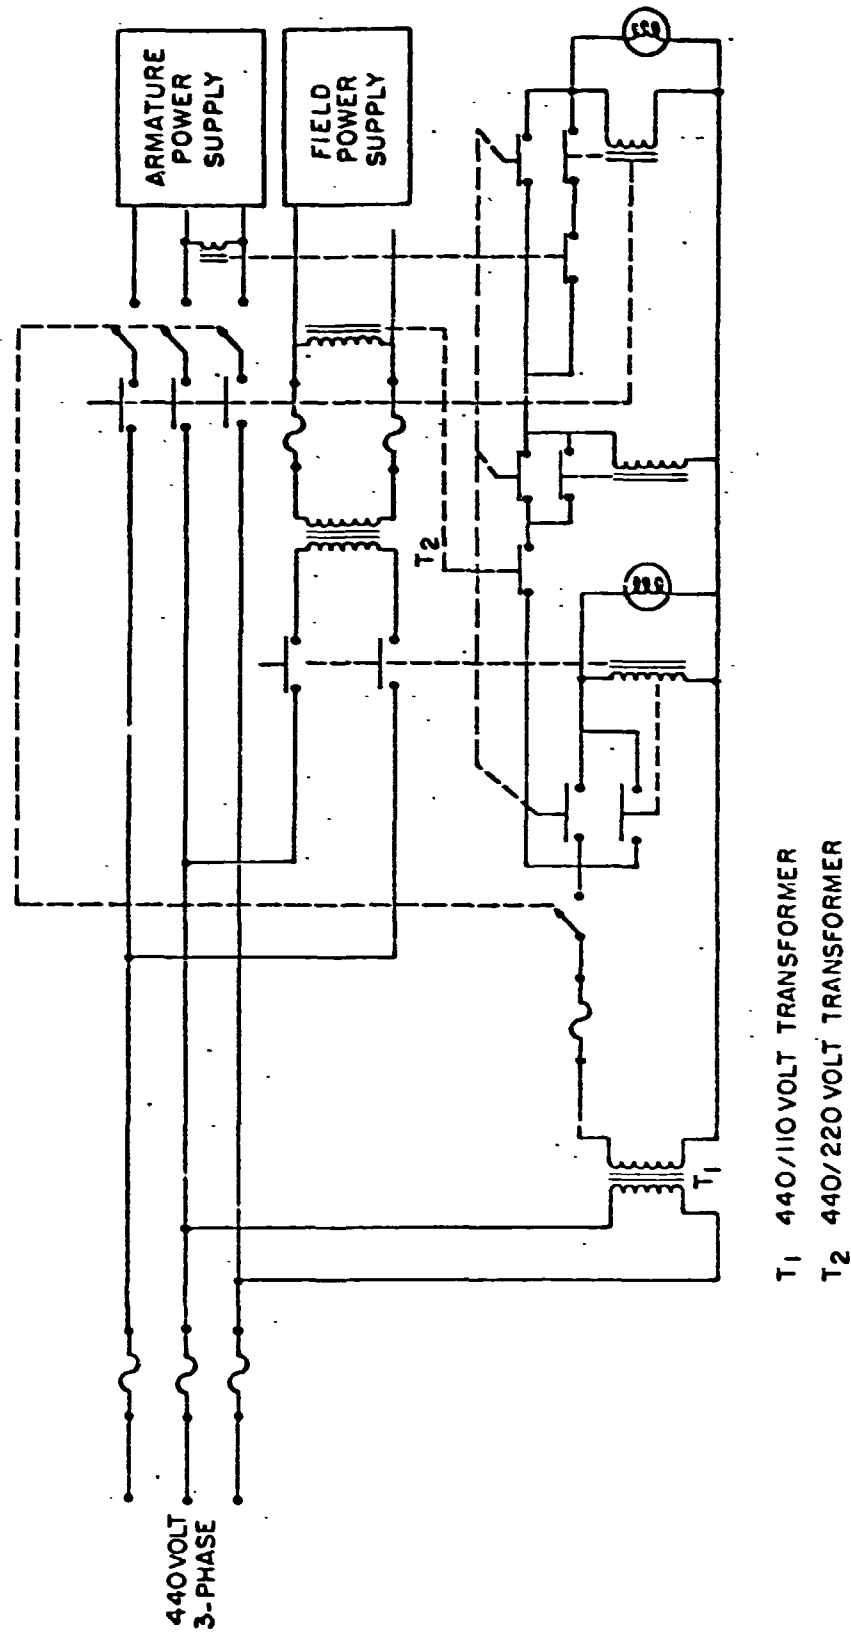 ARMATURE
POWER
SUPPLY
FIELD
POWER
SUPPLY
T2
T1
440 VOLT
3-PHASE
T1 440/110 VOLT TRANSFORMER
T2 440/220 VOLT TRANSFORMER